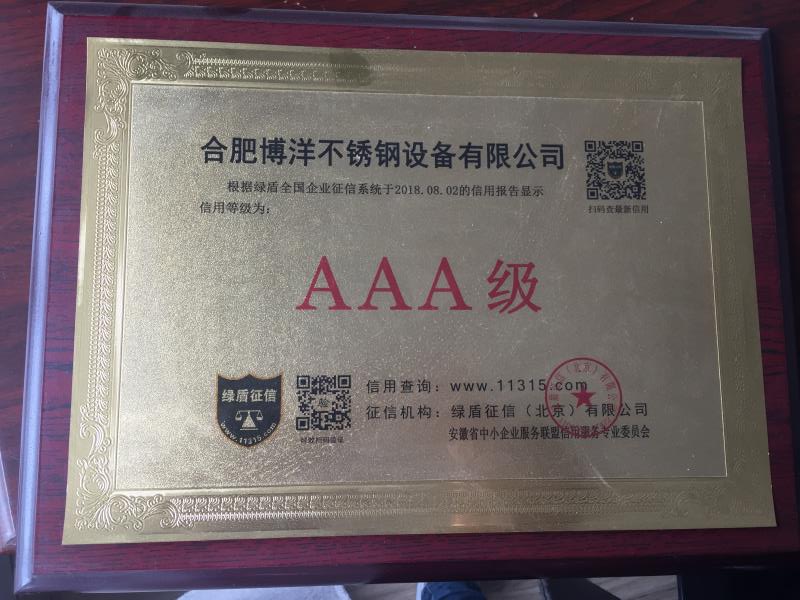 合肥博洋不锈钢设备有限公司
根据绿盾全国企业征信系统于2018.08.02的信用报告显示
信用等级为：
扫码查最新信用
AAA级
绿盾征信
www.11315.com
信用查询：www.11315.com
征信机构：绿盾征信（北京）有限公司
安徽省中小企业服务联盟信用服务专业委员会